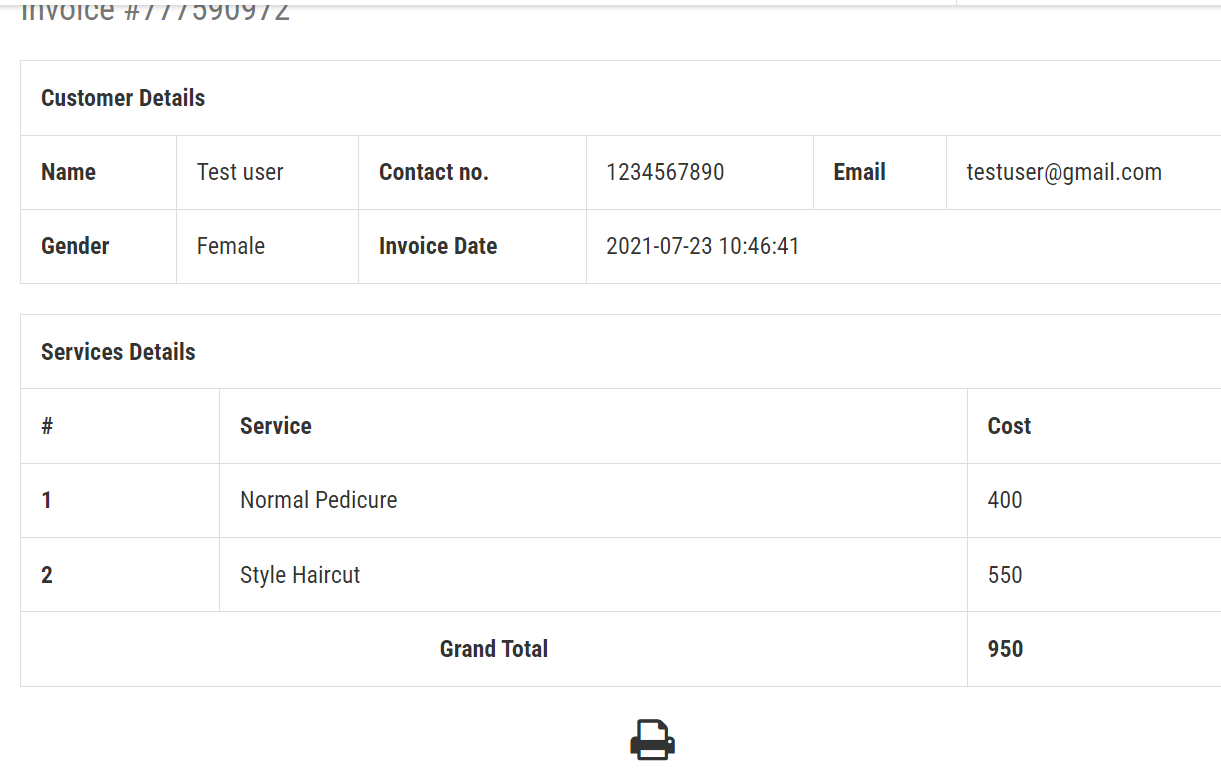 Invoice #777590972
Customer Details
Name Test user Contact no. 1234567890 Email testuser@gmail.com
Gender Female Invoice Date 2021-07-23 10:46:41
Services Details
# Service Cost
1 Normal Pedicure 400
2 Style Haircut 550
Grand Total 950